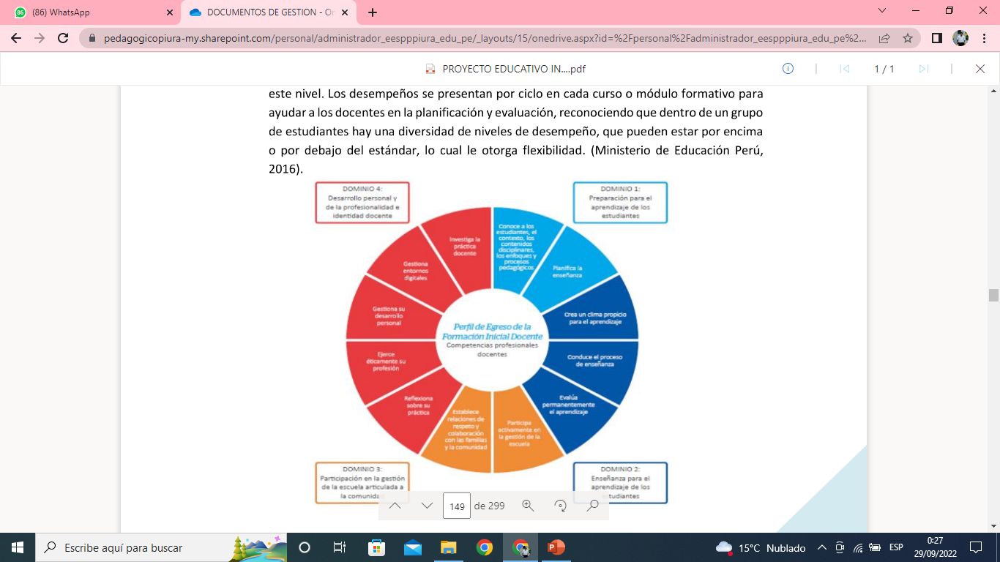 (86) WhatsApp
DOCUMENTOS DE GESTION - On
pedagogicopiura-my.sharepoint.com/personal/administrador_eespppiura_edu_pe/_layouts/15/onedrive.aspx?id=%2Fpersonal%2Fadministrador_eespppiura_edu_pe%2...
PROYECTO EDUCATIVO IN....pdf
1 / 1
este nivel. Los desempeños se presentan por ciclo en cada curso o módulo formativo para
ayudar a los docentes en la planificación y evaluación, reconociendo que dentro de un grupo
de estudiantes hay una diversidad de niveles de desempeño, que pueden estar por encima
o por debajo del estándar, lo cual le otorga flexibilidad. (Ministerio de Educación Perú,
2016).
DOMINIO 4:
Desarrollo personal y
de la profesionalidad e
identidad docente
DOMINIO 1:
Preparación para el
aprendizaje de los
estudiantes
Investiga la
práctica
docente
Conoce a los
estudiantes, el
contexto, los
contenidos
disciplinares,
los enfoques y
procesos
pedagógicos
Gestiona
entornos
digitales
Planifica la
enseñanza
Gestiona su
desarrollo
personal
Crea un clima propicio
para el aprendizaje
Perfil de Egreso de la
Formación Inicial Docente
Competencias profesionales
docentes
Ejerce
éticamente su
profesión
Conduce el proceso
de enseñanza
Reflexiona
sobre su
práctica
Evalúa
permanentemente
el aprendizaje
Establece
relaciones de
respeto y
colaboración
con las familias
y la comunidad
Participa
activamente en
la gestión de la
escuela
DOMINIO 3:
Participación en la gestión
de la escuela articulada a
la comunidad
DOMINIO 2:
Enseñanza para el
aprendizaje de los
estudiantes
149 de 299
Escribe aquí para buscar
15°C Nublado
ESP
0:27
29/09/2022